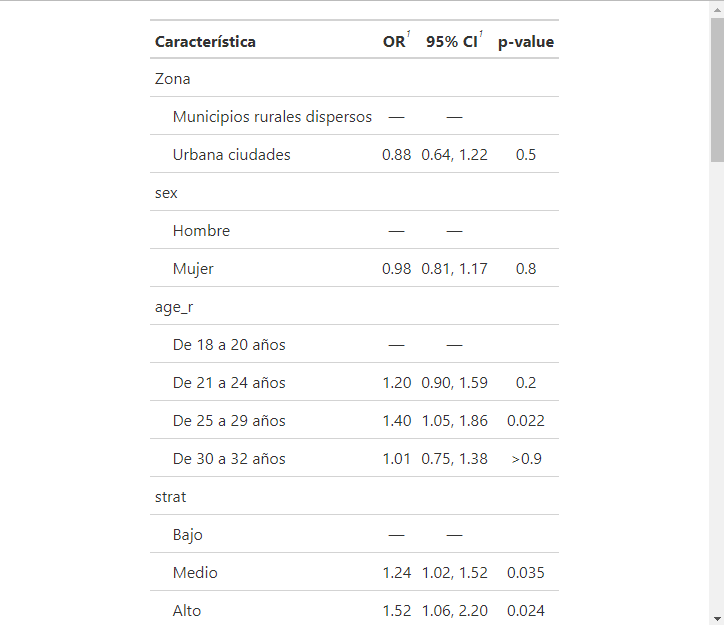 Característica OR1 95% CI1 p-value
Zona
Municipios rurales dispersos — —
Urbana ciudades 0.88 0.64, 1.22 0.5
sex
Hombre — —
Mujer 0.98 0.81, 1.17 0.8
age_r
De 18 a 20 años — —
De 21 a 24 años 1.20 0.90, 1.59 0.2
De 25 a 29 años 1.40 1.05, 1.86 0.022
De 30 a 32 años 1.01 0.75, 1.38 >0.9
strat
Bajo — —
Medio 1.24 1.02, 1.52 0.035
Alto 1.52 1.06, 2.20 0.024